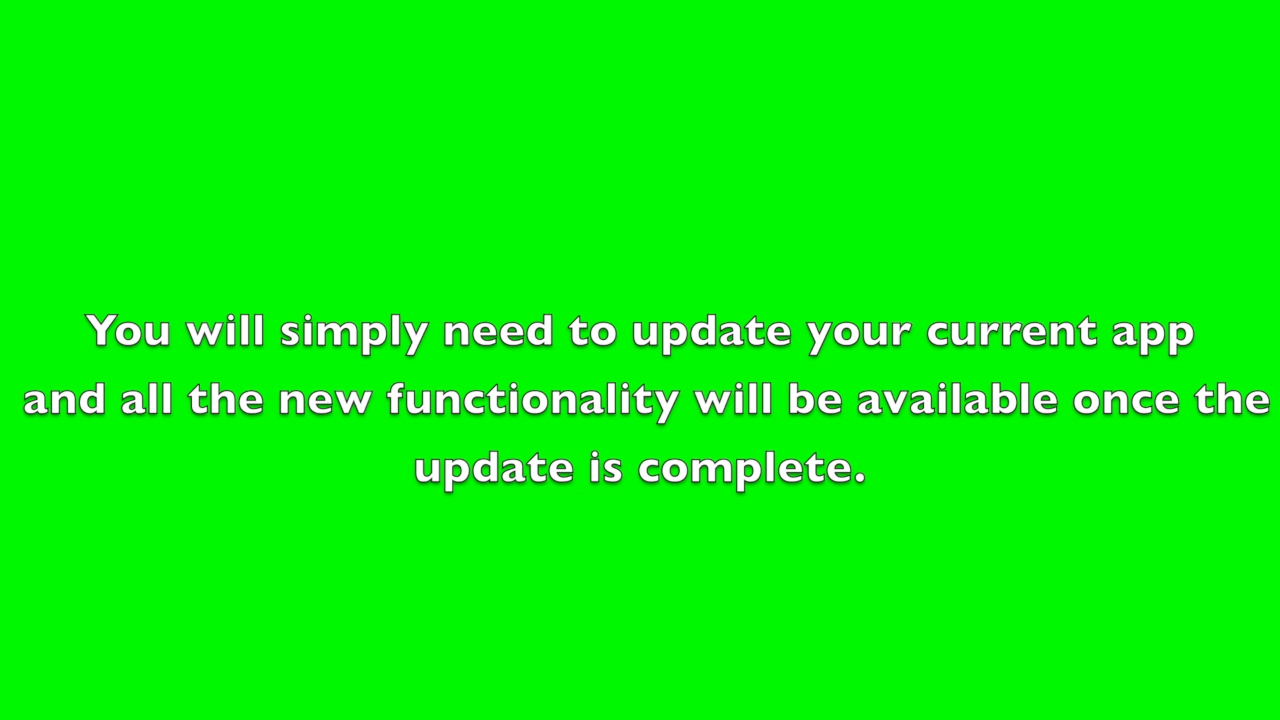 You will simply need to update your current app
and all the new functionality will be available once the
update is complete.